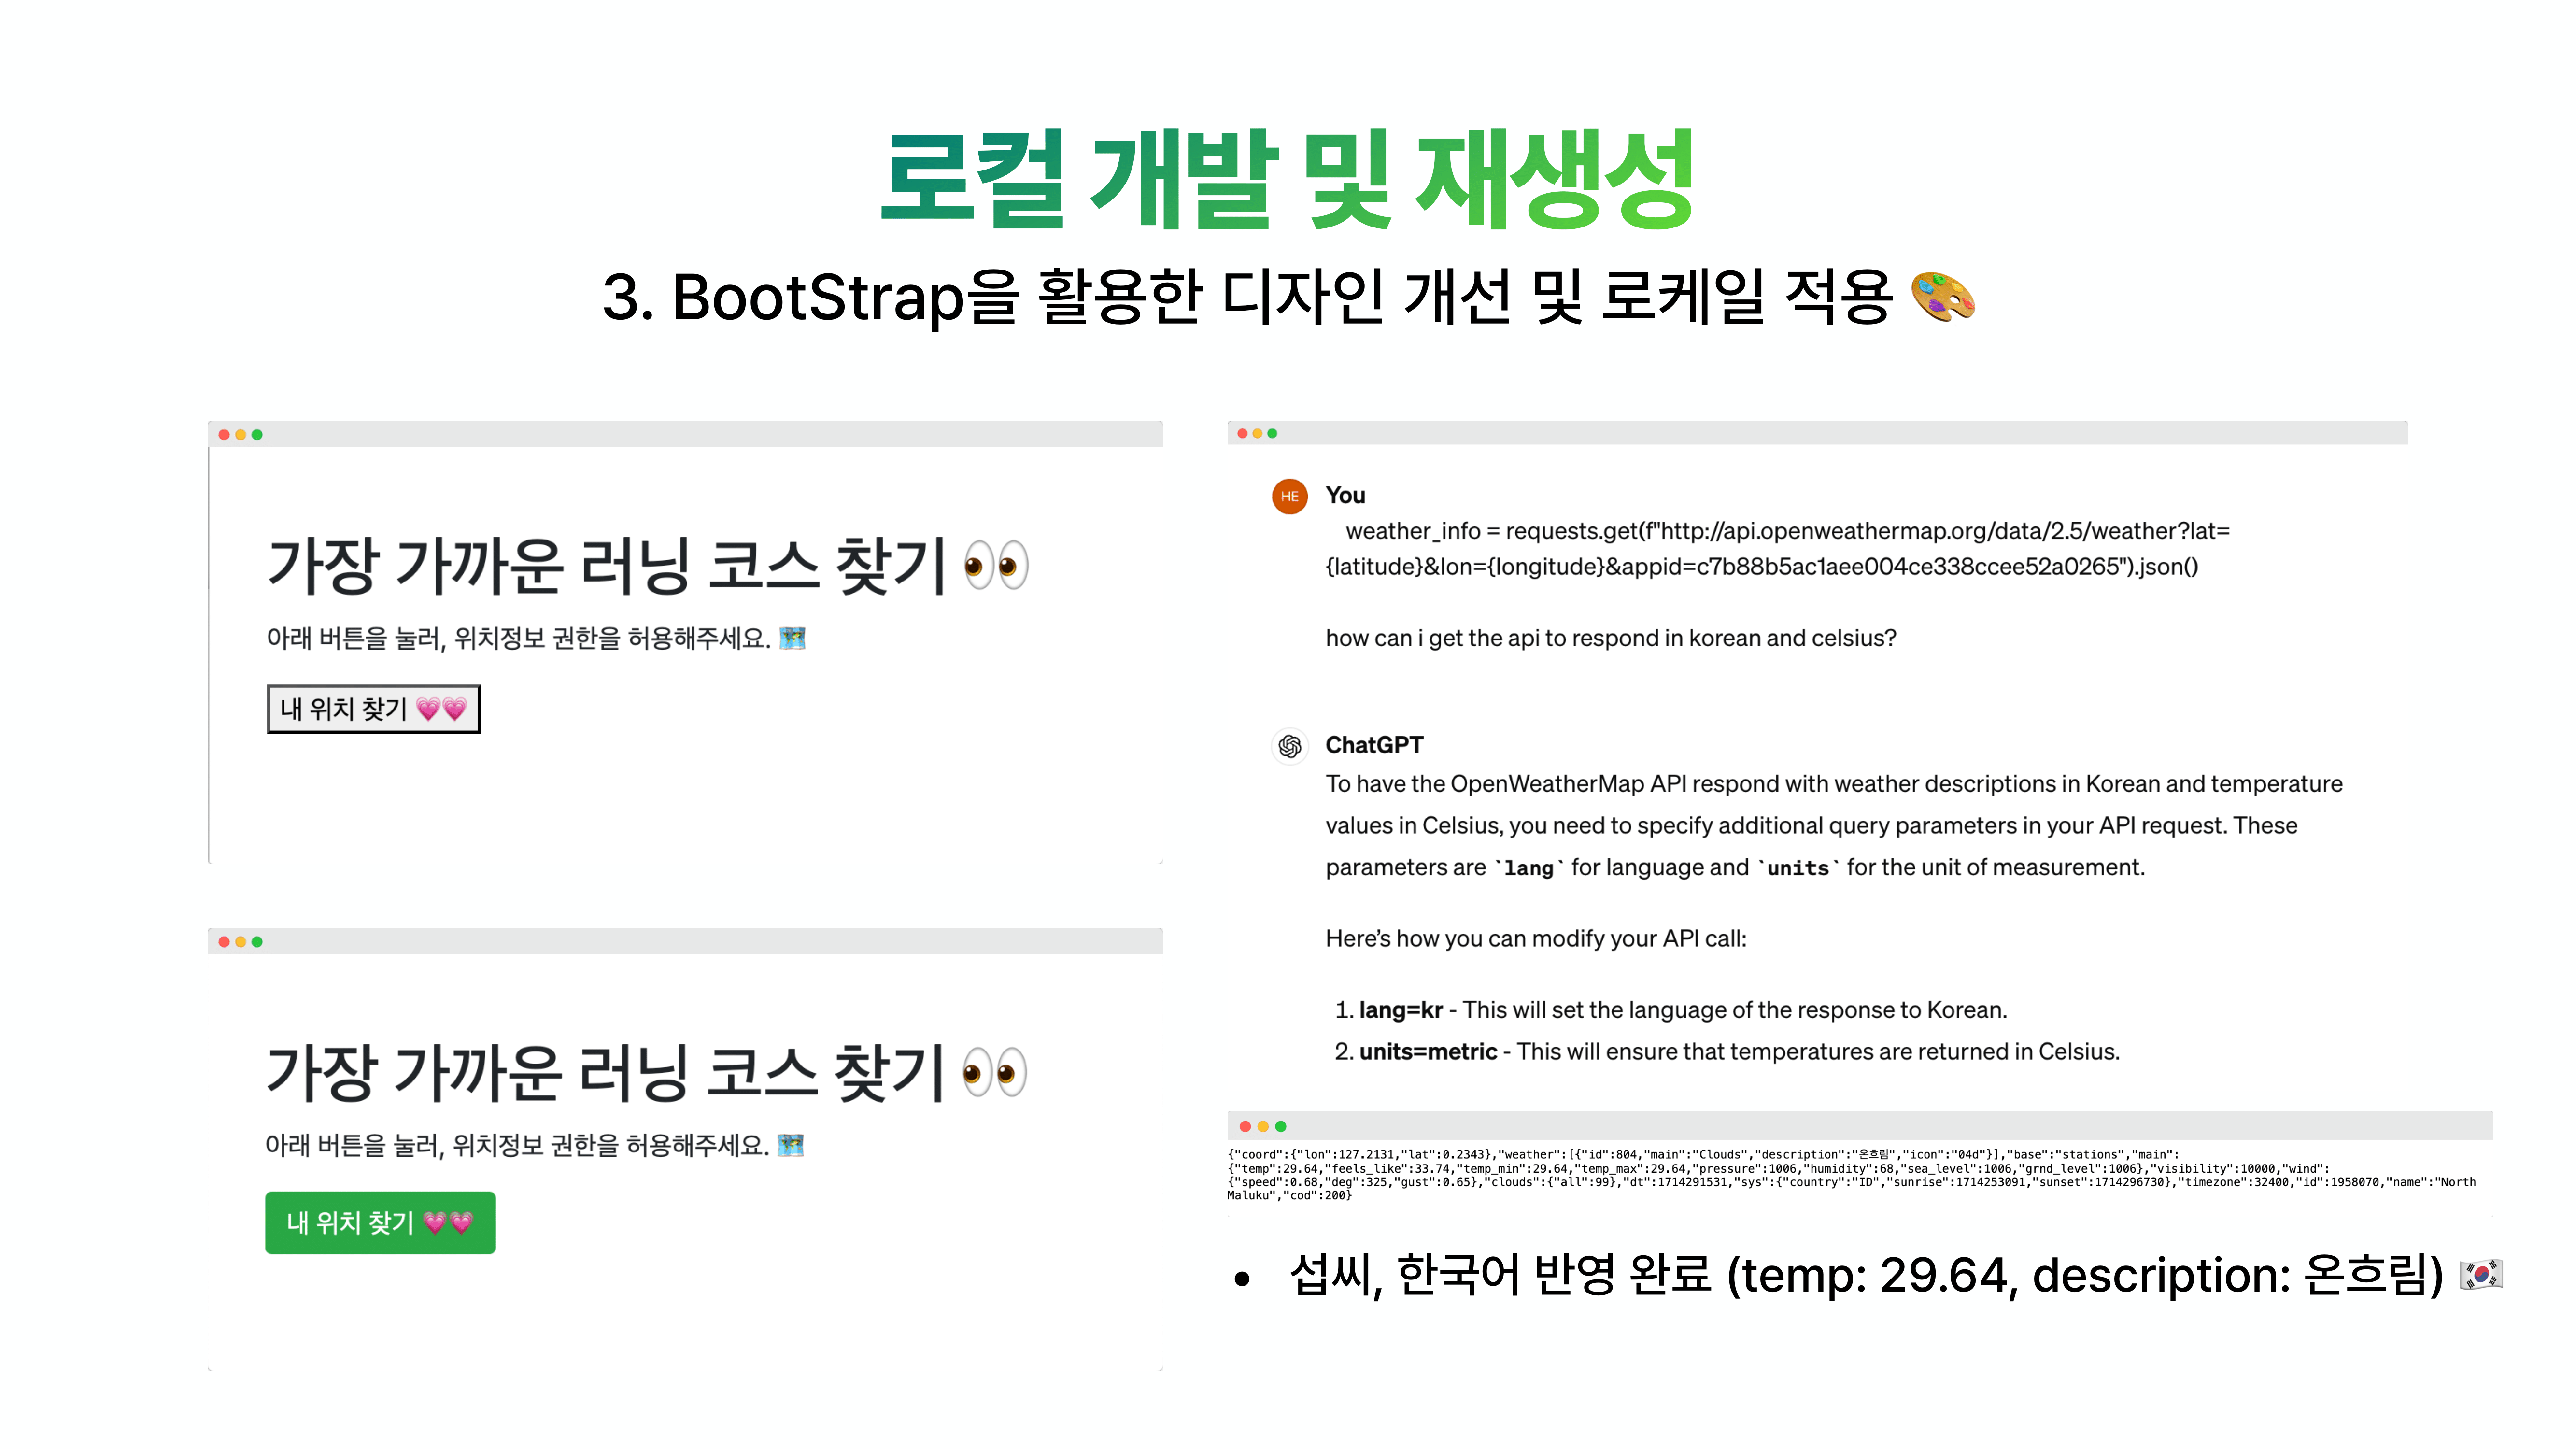 로컬 개발 및 재생성
3. BootStrap을 활용한 디자인 개선 및 로케일 적용 🎨
가장 가까운 러닝 코스 찾기 👀
아래 버튼을 눌러, 위치정보 권한을 허용해주세요. 🗺️
내 위치 찾기 💗💗
가장 가까운 러닝 코스 찾기 👀
아래 버튼을 눌러, 위치정보 권한을 허용해주세요. 🗺️
내 위치 찾기 💗💗
HE
You
weather_info = requests.get(f"http://api.openweathermap.org/data/2.5/weather?lat=
{latitude}&lon={longitude}&appid=c7b88b5ac1aee004ce338ccee52a0265").json()
how can i get the api to respond in korean and celsius?
ChatGPT
To have the OpenWeatherMap API respond with weather descriptions in Korean and temperature
values in Celsius, you need to specify additional query parameters in your API request. These
parameters are `lang` for language and `units` for the unit of measurement.
Here's how you can modify your API call:
1. lang=kr - This will set the language of the response to Korean.
2. units=metric - This will ensure that temperatures are returned in Celsius.
{"coord":{"lon":127.2131,"lat":0.2343},"weather":[{"id":804,"main":"Clouds","description":"온흐림","icon":"04d"}],"base":"stations","main":
{"temp":29.64,"feels_like":33.74,"temp_min":29.64,"temp_max":29.64,"pressure":1006,"humidity":68,"sea_level":1006,"grnd_level":1006},"visibility":10000,"wind":
{"speed":0.68,"deg":325,"gust":0.65},"clouds":{"all":99},"dt":1714291531,"sys":{"country":"ID","sunrise":1714253091,"sunset":1714296730},"timezone":32400,"id":1958070,"name":"North
Maluku","cod":200}
• 섭씨, 한국어 반영 완료 (temp: 29.64, description: 온흐림) 🇰🇷